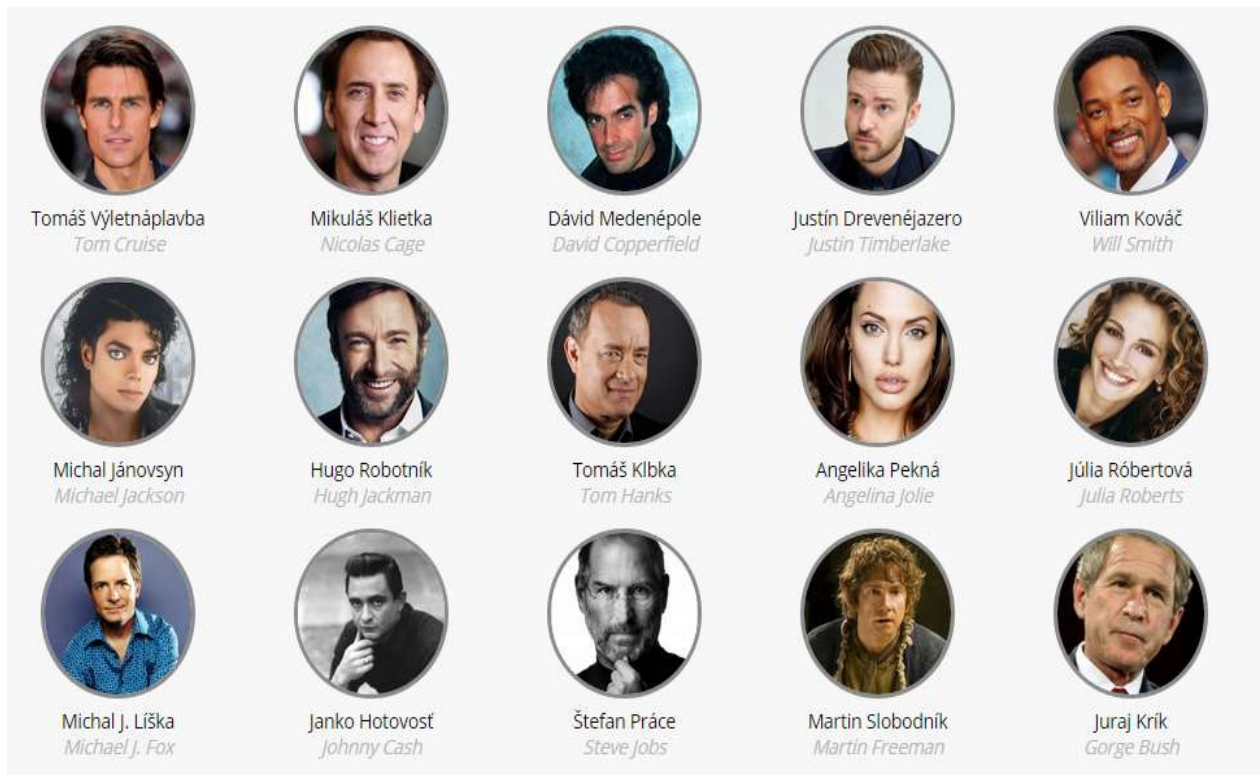 Tomáš Výletnáplavba
Tom Cruise
Mikuláš Klietka
Nicolas Cage
Dávid Medenépole
David Copperfield
Justín Drevenéjazero
Justin Timberlake
Viliam Kováč
Will Smith
Michal Jánovsyn
Michael Jackson
Hugo Robotník
Hugh Jackman
Tomáš Klbka
Tom Hanks
Angelika Pekná
Angelina Jolie
Júlia Róbertová
Julia Roberts
Michal J. Líška
Michael J. Fox
Janko Hotovosť
Johnny Cash
Štefan Práce
Steve Jobs
Martin Slobodník
Martin Freeman
Juraj Krík
Gorge Bush